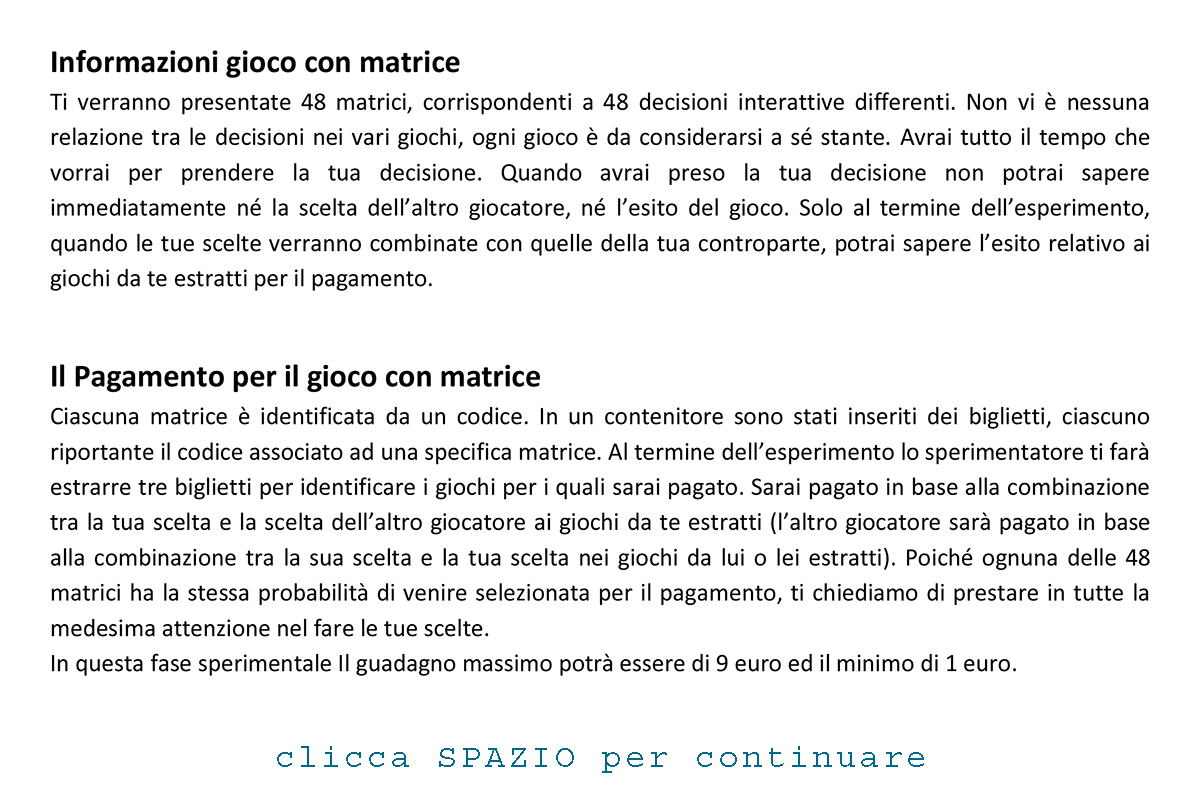 Informazioni gioco con matrice
Ti verranno presentate 48 matrici, corrispondenti a 48 decisioni interattive differenti. Non vi è nessuna
relazione tra le decisioni nei vari giochi, ogni gioco è da considerarsi a sé stante. Avrai tutto il tempo che
vorrai per prendere la tua decisione. Quando avrai preso la tua decisione non potrai sapere
immediatamente né la scelta dell’altro giocatore, né l’esito del gioco. Solo al termine dell’esperimento,
quando le tue scelte verranno combinate con quelle della tua controparte, potrai sapere l’esito relativo ai
giochi da te estratti per il pagamento.
Il Pagamento per il gioco con matrice
Ciascuna matrice è identificata da un codice. In un contenitore sono stati inseriti dei biglietti, ciascuno
riportante il codice associato ad una specifica matrice. Al termine dell’esperimento lo sperimentatore ti farà
estrarre tre biglietti per identificare i giochi per i quali sarai pagato. Sarai pagato in base alla combinazione
tra la tua scelta e la scelta dell’altro giocatore ai giochi da te estratti (l’altro giocatore sarà pagato in base
alla combinazione tra la sua scelta e la tua scelta nei giochi da lui o lei estratti). Poiché ognuna delle 48
matrici ha la stessa probabilità di venire selezionata per il pagamento, ti chiediamo di prestare in tutte la
medesima attenzione nel fare le tue scelte.
In questa fase sperimentale Il guadagno massimo potrà essere di 9 euro ed il minimo di 1 euro.
clicca SPAZIO per continuare